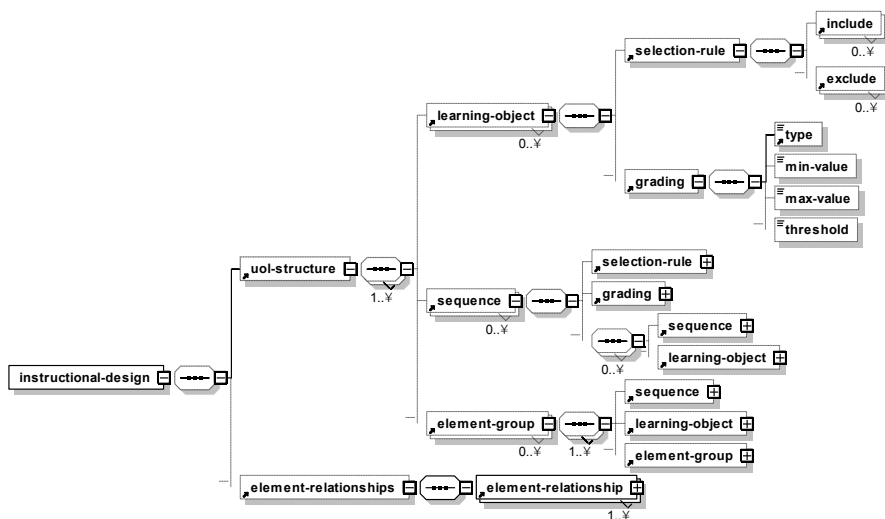 include
0..¥
selection-rule
exclude
0..¥
learning-object
0..¥
type
min-value
grading
max-value
threshold
uol-structure
1..¥
selection-rule
grading
sequence
0..¥
sequence
0..¥
learning-object
instructional-design
sequence
element-group
0..¥
1..¥
learning-object
element-group
element-relationships
element-relationship
1..¥